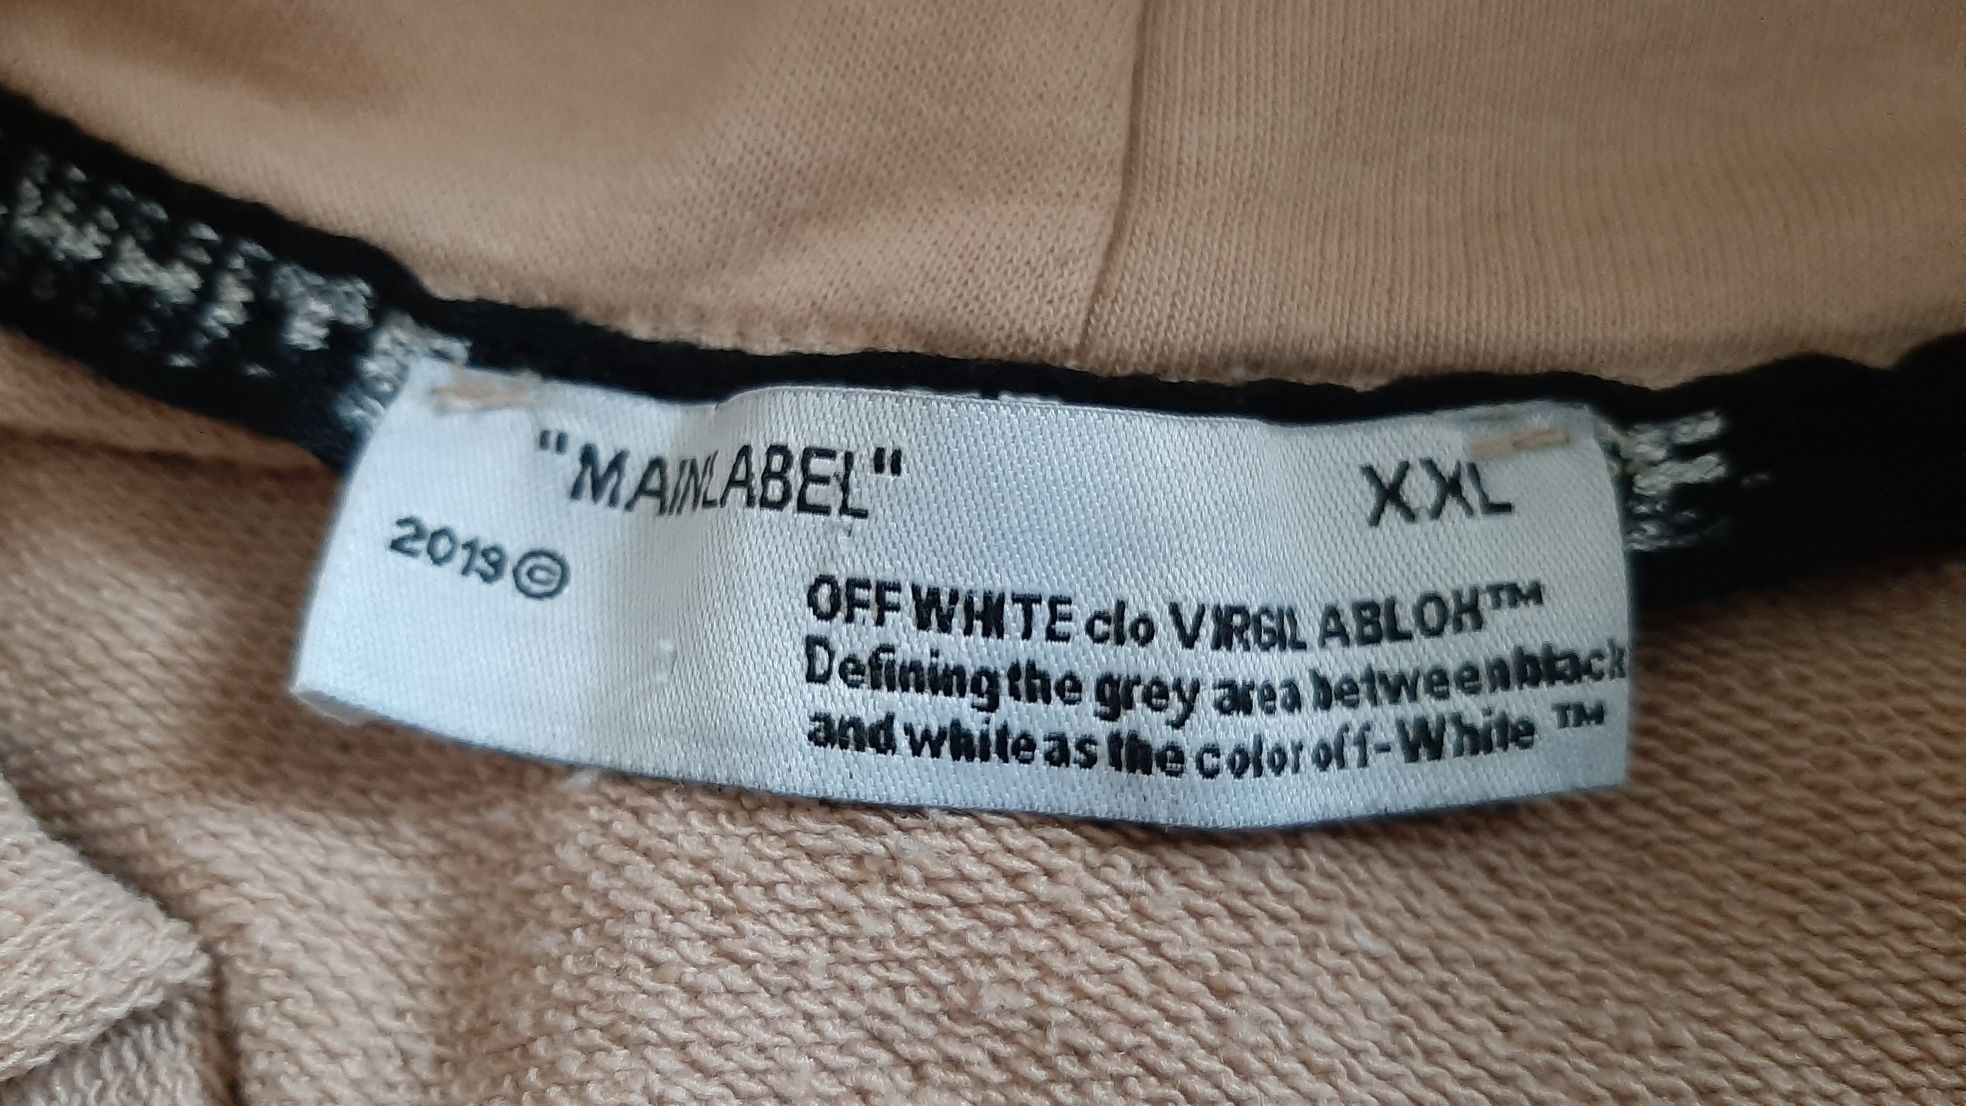 "MAINLABEL" XXL
2019©
OFF WHITE c/o VIRGIL ABLOH™
Defining the grey area between black
and white as the color off-White ™